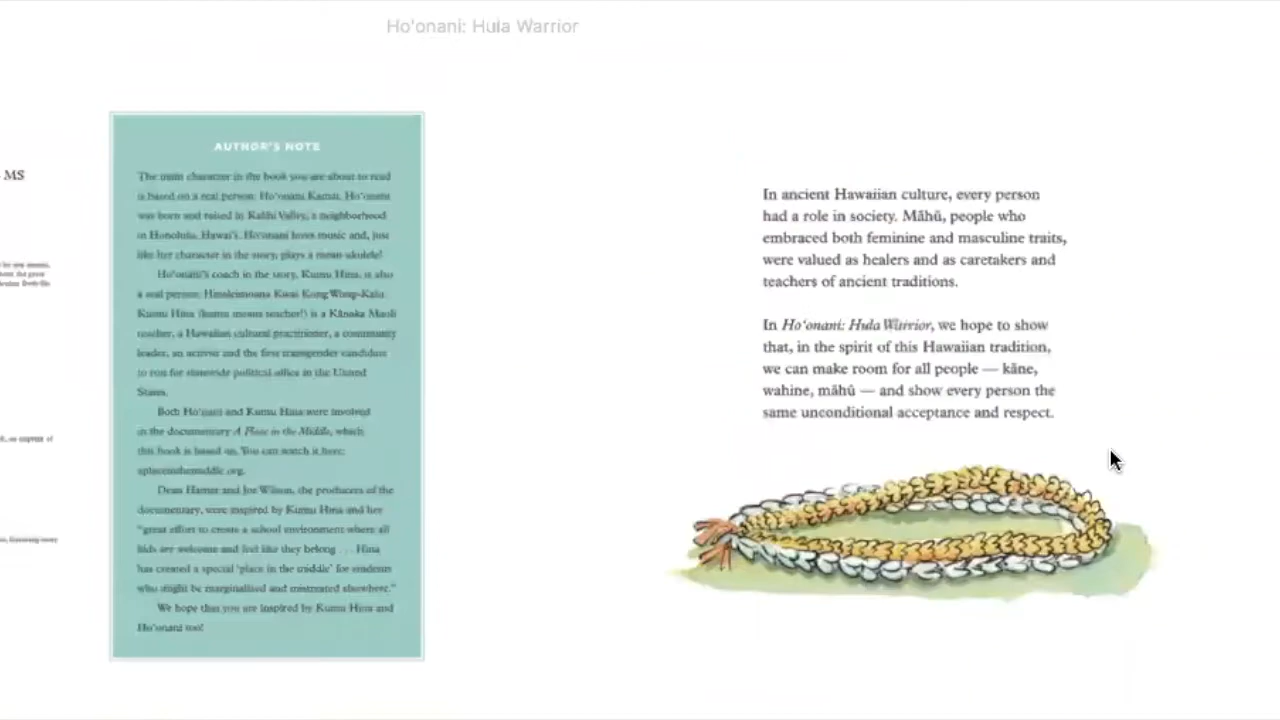 Ho'onani: Hula Warrior
MS
AUTHOR'S NOTE
The main character in the book you are about to read
is based on a real person: Ho'onani Kamai. Ho'onani
was born and raised in Kalihi Valley, a neighborhood
in Honolulu, Hawai'i. Ho'onani loves music and, just
like her character in the story, plays a mean ukulele!
Ho'onani's coach in the story, Kumu Hina, is also
a real person: Hinaleimoana Kwai Kong Wong-Kalu.
Kumu Hina (kumu means teacher!) is a Kānaka Maoli
teacher, a Hawaiian cultural practitioner, a community
leader, an activist and the first transgender candidate
to run for statewide political office in the United
States.
Both Ho'onani and Kumu Hina were involved
in the documentary A Place in the Middle, which
this book is based on. You can watch it here:
aplaceinthemiddle.org.
Dean Hamer and Joe Wilson, the producers of the
documentary, were inspired by Kumu Hina and her
"great effort to create a school environment where all
kids are welcome and feel like they belong . . . Hina
has created a special 'place in the middle' for students
who might be marginalized and mistreated elsewhere."
We hope that you are inspired by Kumu Hina and
Ho'onani too!
In ancient Hawaiian culture, every person
had a role in society. Māhū, people who
embraced both feminine and masculine traits,
were valued as healers and as caretakers and
teachers of ancient traditions.
In Ho'onani: Hula Warrior, we hope to show
that, in the spirit of this Hawaiian tradition,
we can make room for all people — kāne,
wahine, māhū — and show every person the
same unconditional acceptance and respect.